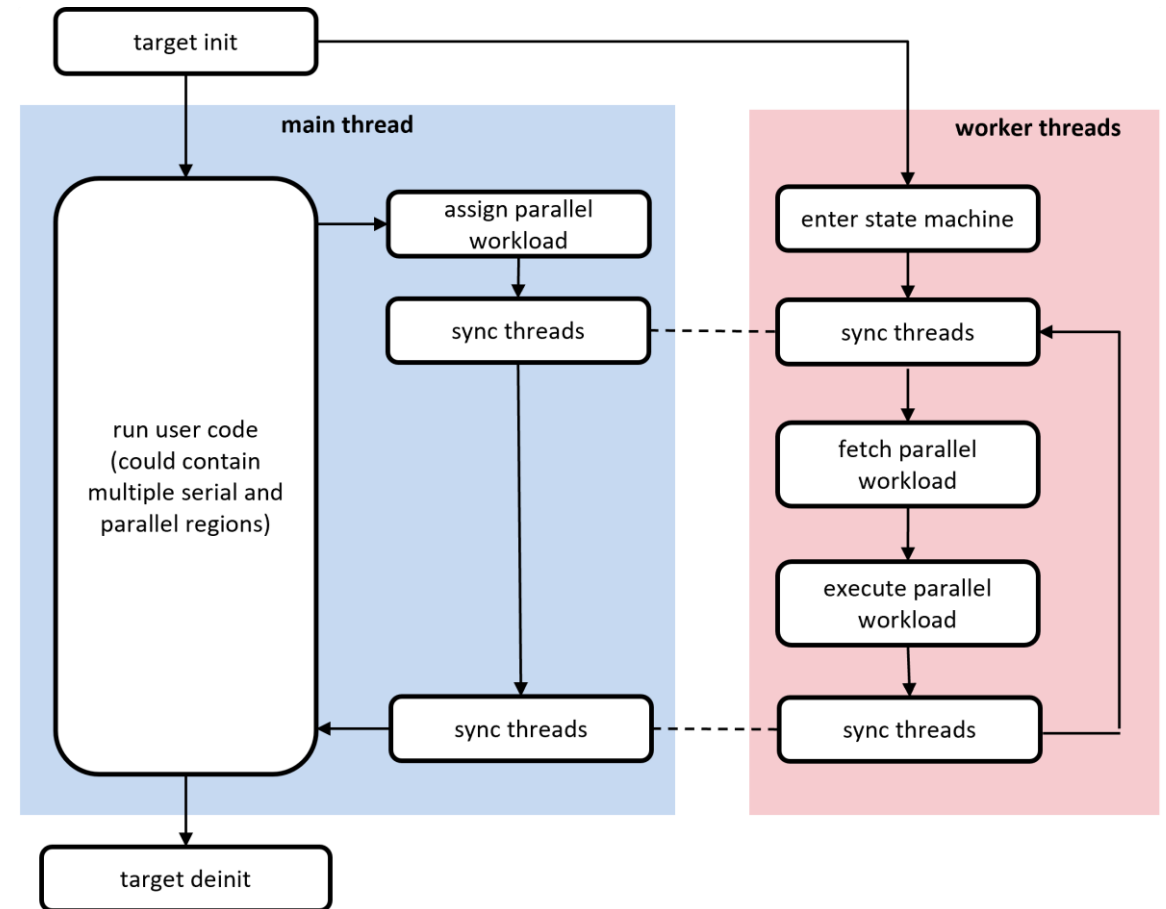 target init
main thread
worker threads
assign parallel
workload
enter state machine
sync threads
sync threads
run user code
(could contain
multiple serial and
parallel regions)
fetch parallel
workload
execute parallel
workload
sync threads
sync threads
target deinit